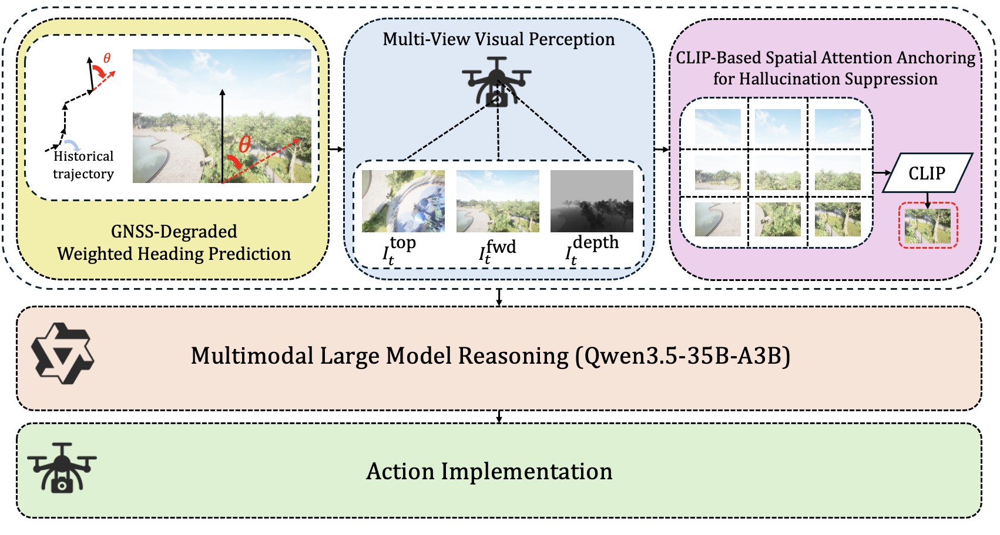 θ
θ
Historical
trajectory
GNSS-Degraded
Weighted Heading Prediction
Multi-View Visual Perception
I_t^top
I_t^fwd
I_t^depth
CLIP-Based Spatial Attention Anchoring
for Hallucination Suppression
CLIP
Multimodal Large Model Reasoning (Qwen3.5-35B-A3B)
Action Implementation